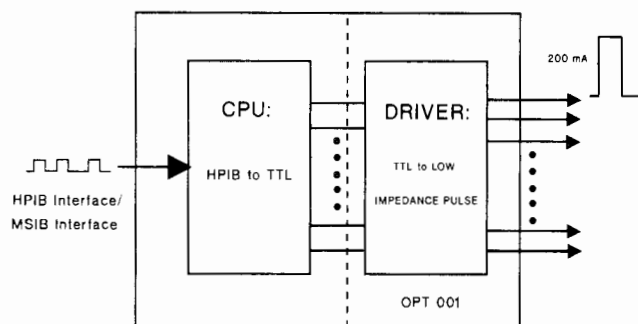 200 mA
CPU:
HPIB to TTL
DRIVER:
TTL to LOW
IMPEDANCE PULSE
HPIB Interface/
MSIB Interface
OPT 001